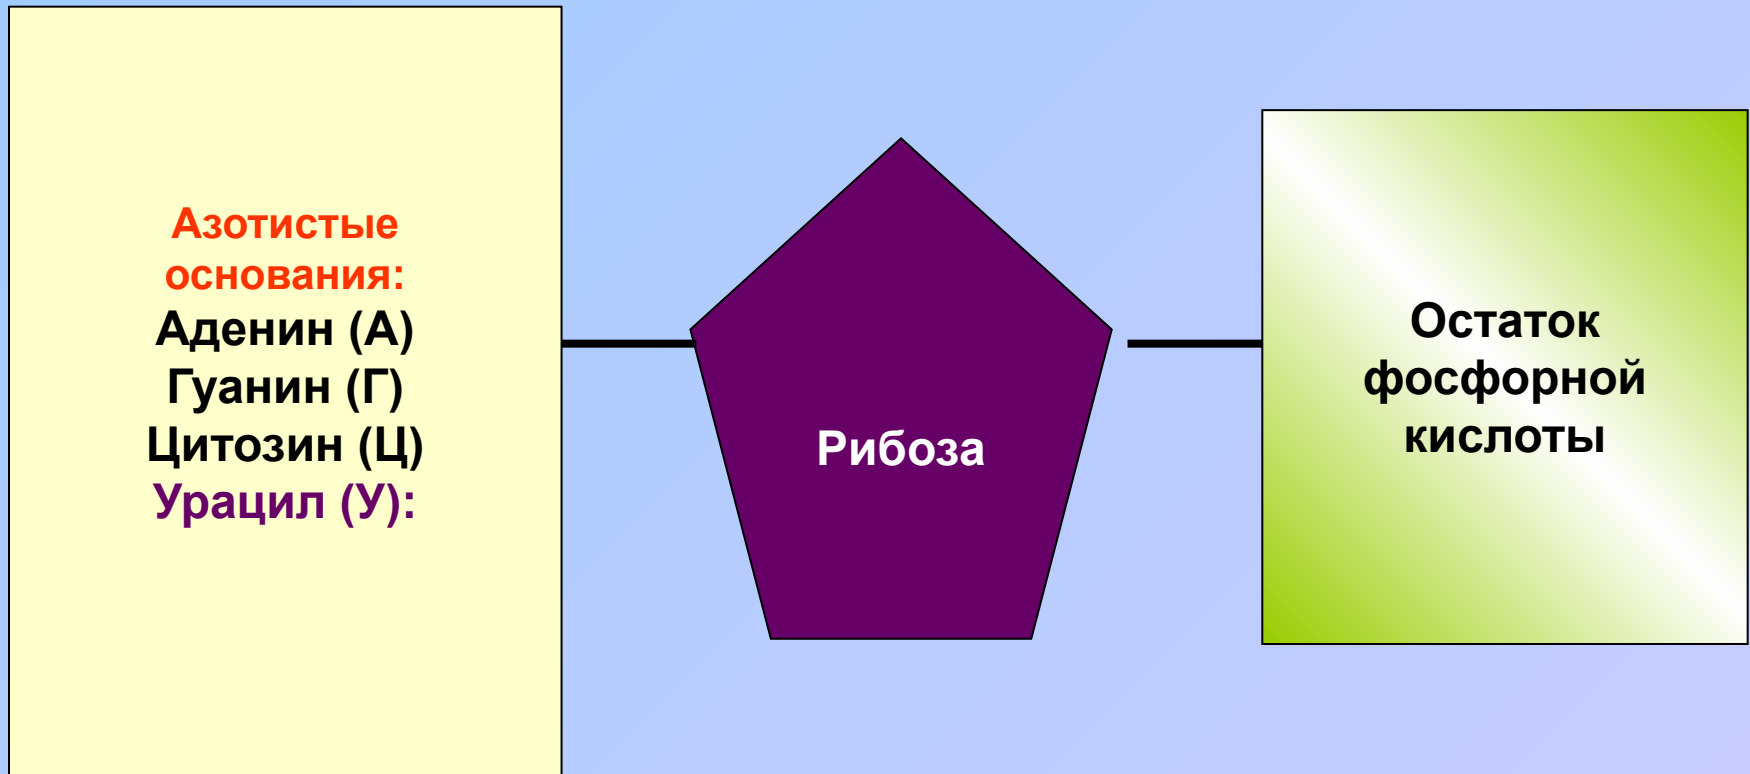 Азотистые
основания:
Аденин (А)
Гуанин (Г)
Цитозин (Ц)
Урацил (У):
Рибоза
Остаток
фосфорной
кислоты